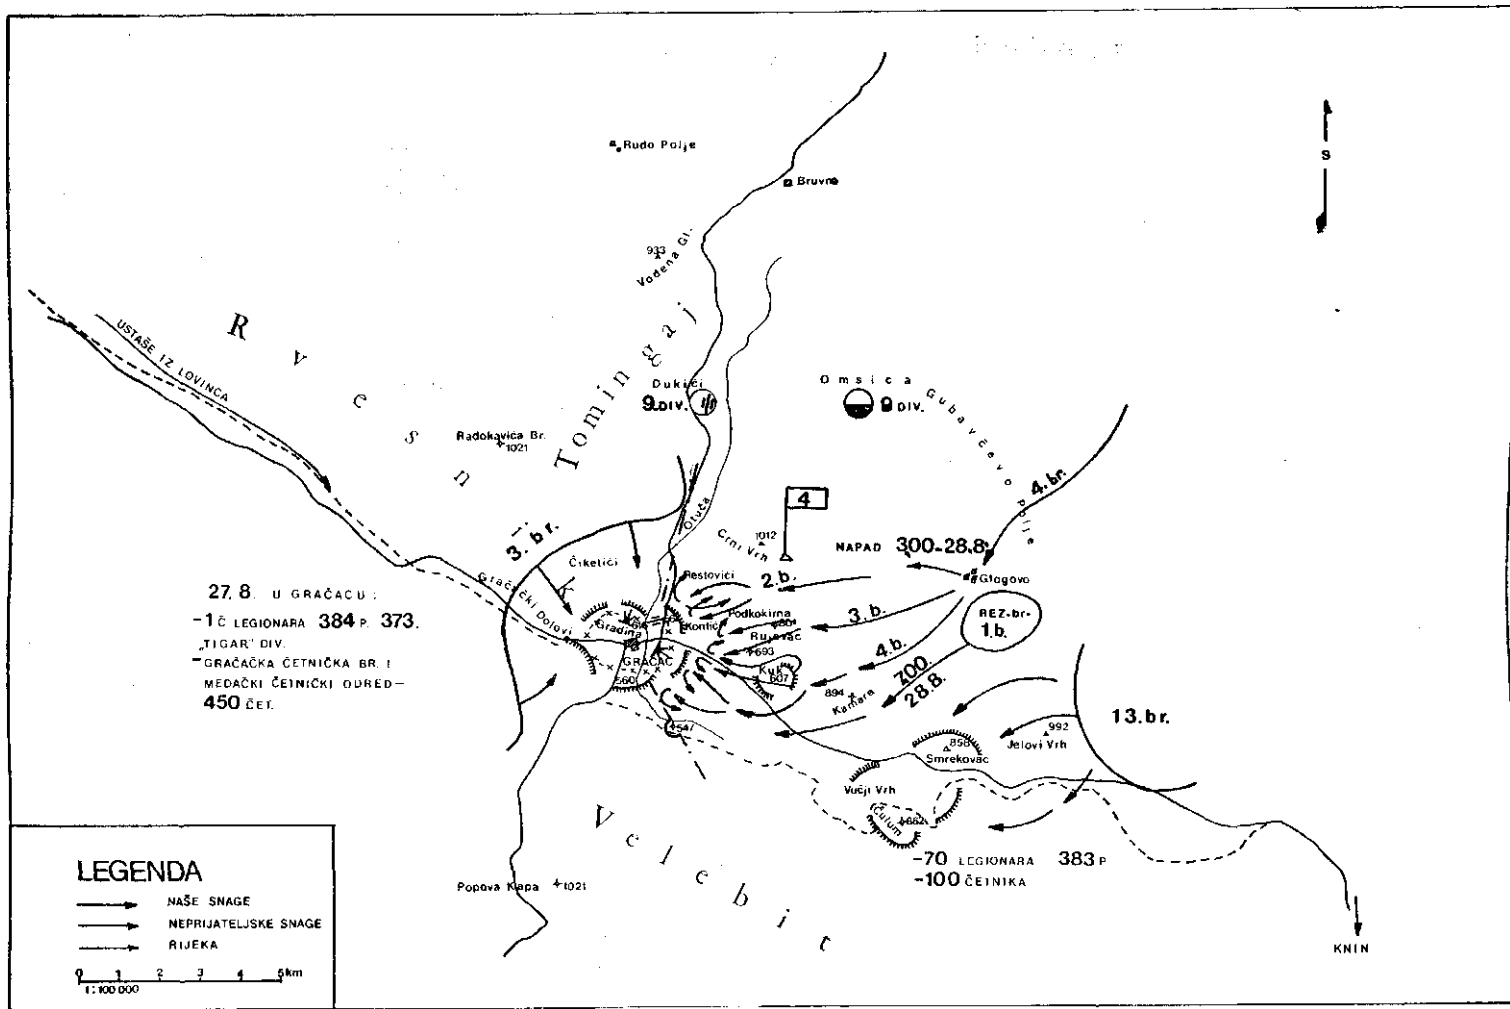 S
Rudo Polje
Bruvno
933
Vodena Gl.
USTAŠE IZ LOVINCA
Rvesn
Tomingaj
Dukići
9. DIV.
Omsica
DIV.
Gubavčevo Polje
Radokavića Br.
1021
4. br.
4
Otuča
1012
Crni Vrh
NAPAD 300-28.8.
3. br.
Čiketići
Glogovo
Restovići
2.b.
REZ-br-
1.b.
Gračački Dolovi
Podkokirna
3.b.
Gradina
Kontić
Rujevac
693
4.b.
GRAČAC
560
Kuk
607
700.
28.8.
894
Kamara
27. 8. U GRAČACU :
-1 Č LEGIONARA 384 P. 373.
„TIGAR" DIV.
-GRAČAČKA ČETNIČKA BR. I
MEDAČKI ČETNIČKI ODRED-
450 ČET.
13. br.
547
992
Jelovi Vrh
858
Smrekovac
Vučji Vrh
Čulum
662
Velebit
-70 LEGIONARA 383 P
-100 ČETNIKA
Popova Kapa
1021
KNIN
LEGENDA
NAŠE SNAGE
NEPRIJATELJSKE SNAGE
RIJEKA
0 1 2 3 4 5km
1:100 000